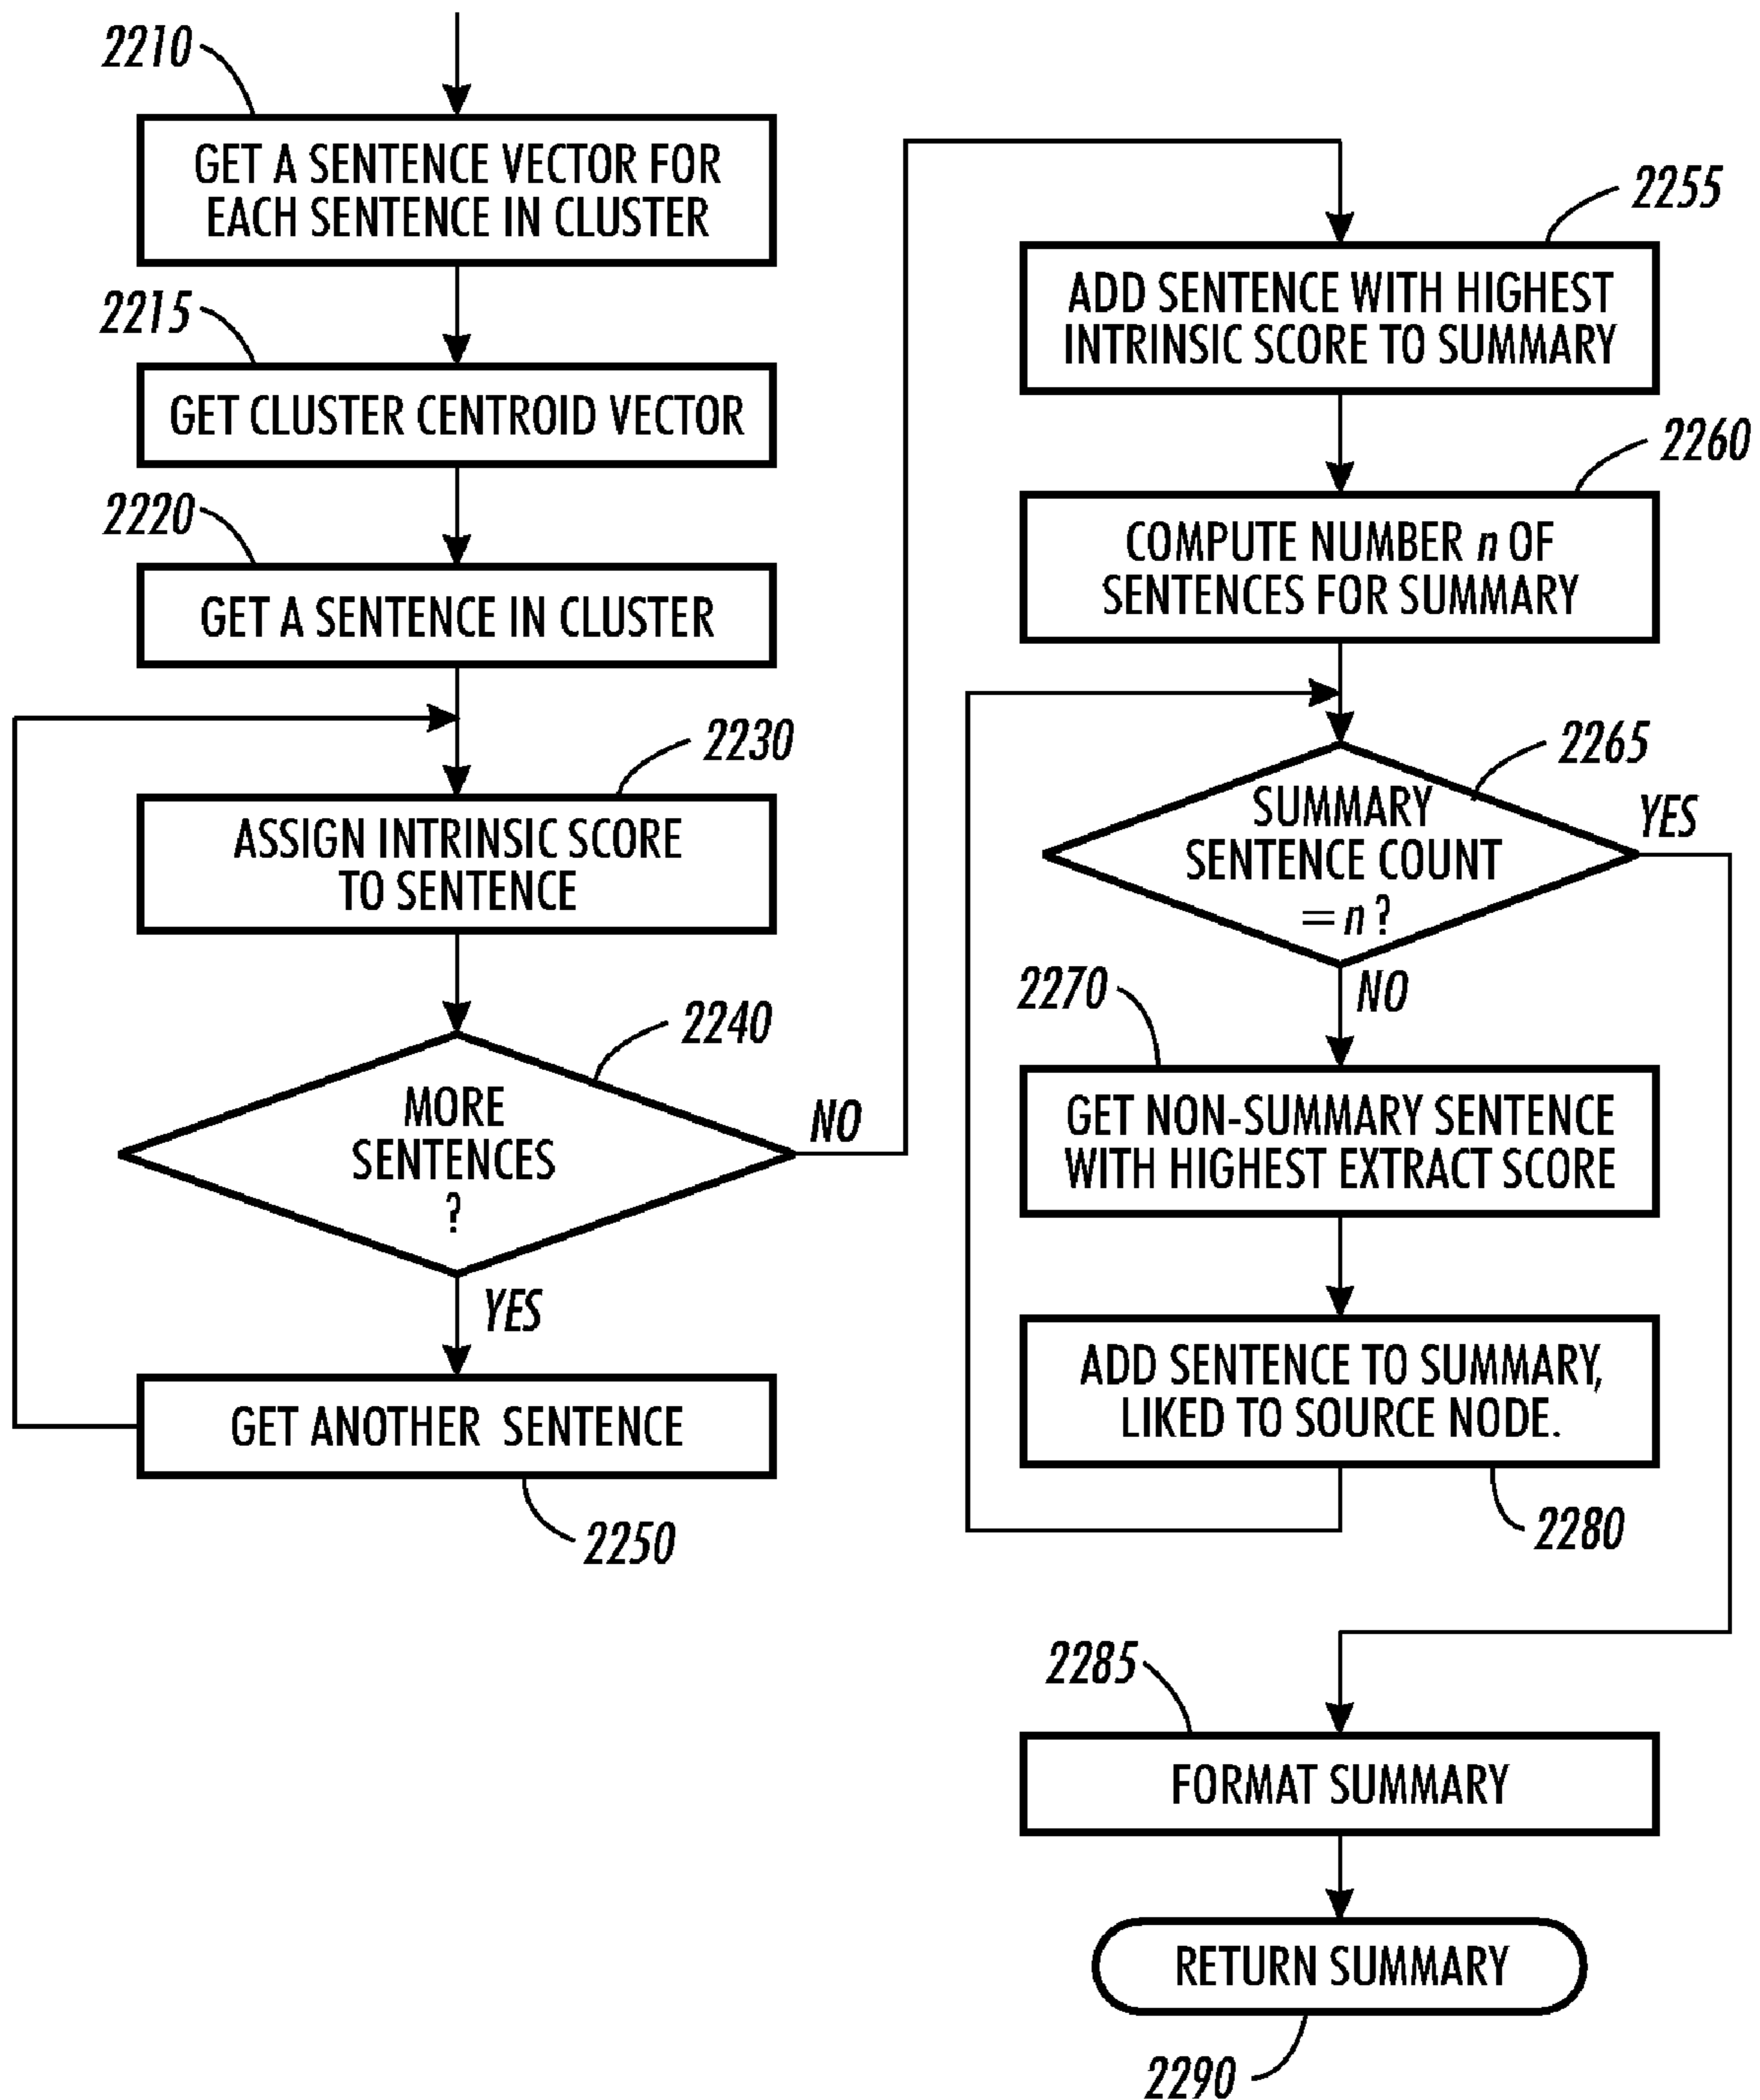 2210
GET A SENTENCE VECTOR FOR
EACH SENTENCE IN CLUSTER
2215
GET CLUSTER CENTROID VECTOR
2220
GET A SENTENCE IN CLUSTER
2230
ASSIGN INTRINSIC SCORE
TO SENTENCE
2240
MORE
SENTENCES
?
NO
YES
GET ANOTHER SENTENCE
2250
2255
ADD SENTENCE WITH HIGHEST
INTRINSIC SCORE TO SUMMARY
2260
COMPUTE NUMBER n OF
SENTENCES FOR SUMMARY
2265
SUMMARY
SENTENCE COUNT
= n ?
YES
NO
2270
GET NON-SUMMARY SENTENCE
WITH HIGHEST EXTRACT SCORE
ADD SENTENCE TO SUMMARY,
LIKED TO SOURCE NODE.
2280
2285
FORMAT SUMMARY
RETURN SUMMARY
2290